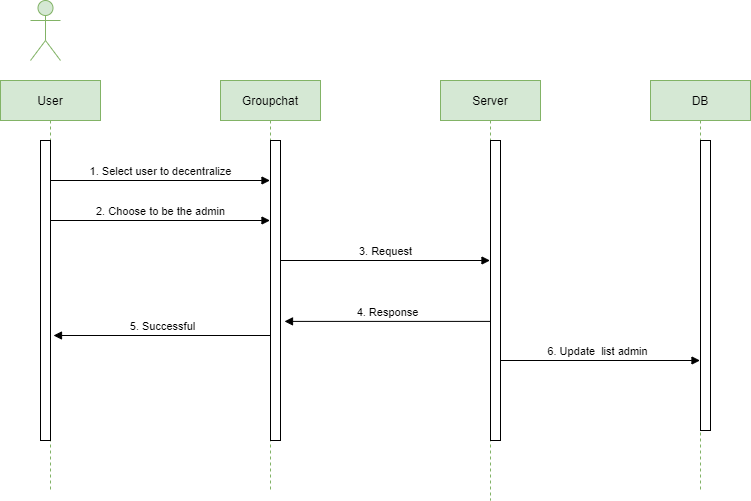 User
Groupchat
Server
DB
1. Select user to decentralize
2. Choose to be the admin
3. Request
4. Response
5. Successful
6. Update  list admin